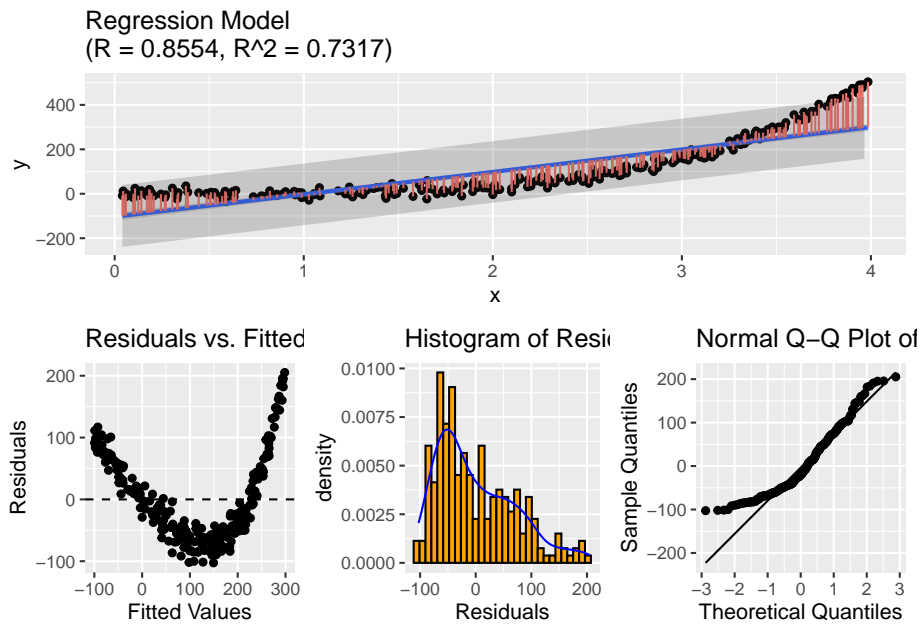 Regression Model
(R = 0.8554, R^2 = 0.7317)
400
200
0
−200
y
0 1 2 3 4
x
Residuals vs. Fitted
200
100
0
−100
Residuals
−100 0 100 200 300
Fitted Values
Histogram of Resi
0.0100
0.0075
0.0050
0.0025
0.0000
density
−100 0 100 200
Residuals
Normal Q−Q Plot of
200
100
0
−100
−200
Sample Quantiles
−3 −2 −1 0 1 2 3
Theoretical Quantiles